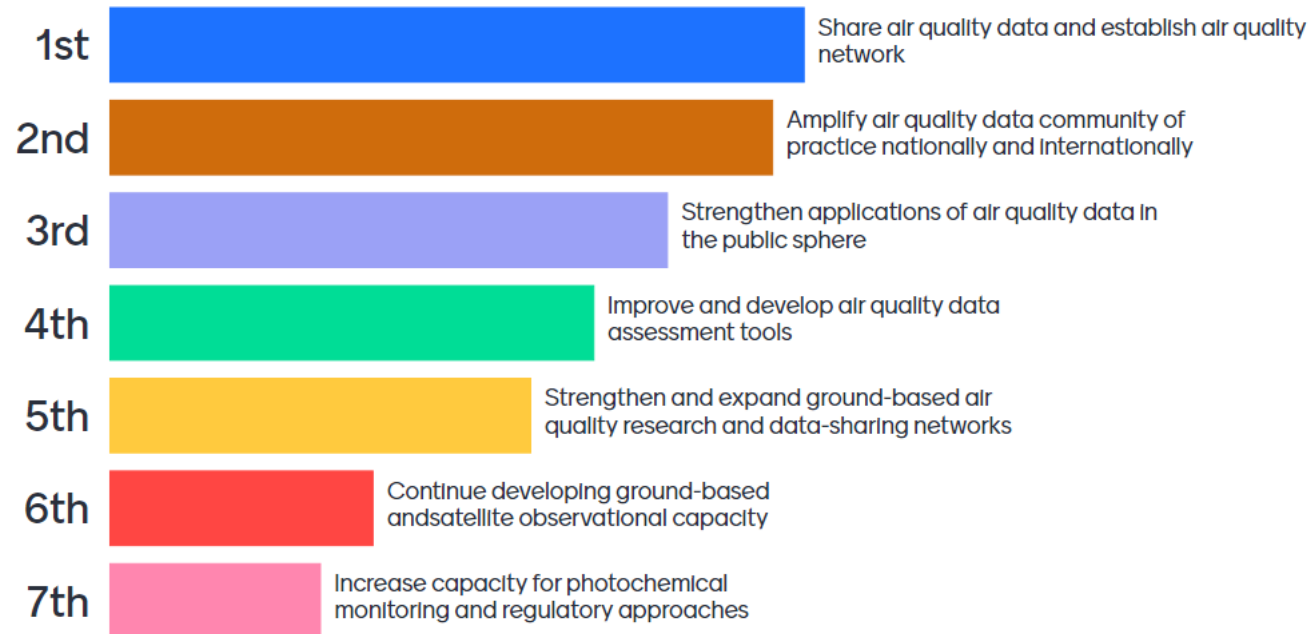 1st
Share air quality data and establish air quality
network
2nd
Amplify air quality data community of
practice nationally and internationally
3rd
Strengthen applications of air quality data in
the public sphere
4th
Improve and develop air quality data
assessment tools
5th
Strengthen and expand ground-based air
quality research and data-sharing networks
6th
Continue developing ground-based
andsatellite observational capacity
7th
Increase capacity for photochemical
monitoring and regulatory approaches